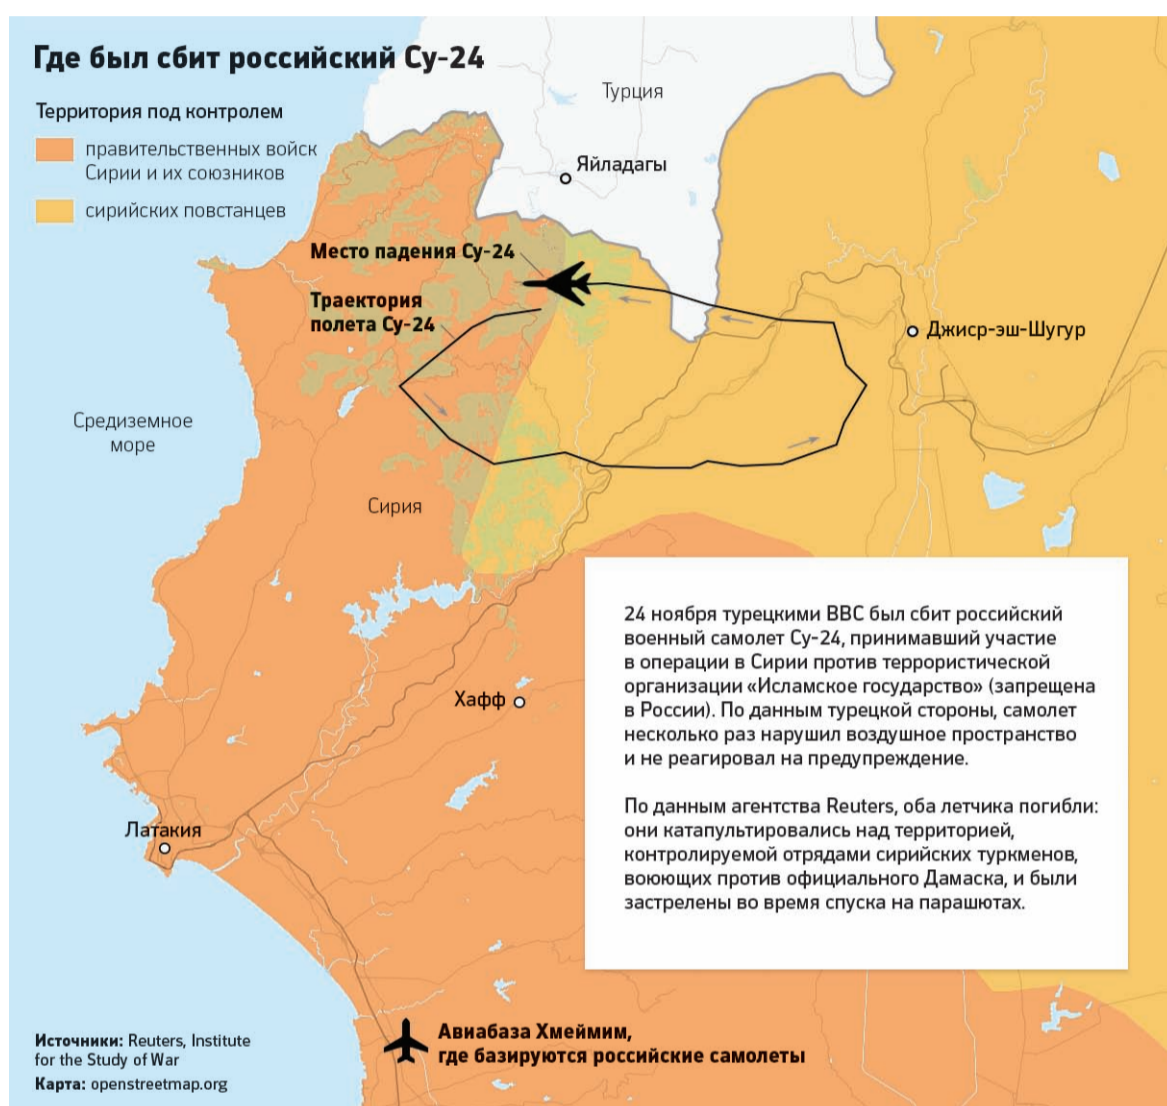 Где был сбит российский Су-24
Территория под контролем
правительственных войск
Сирии и их союзников
сирийских повстанцев
Турция
Яйладагы
Место падения Су-24
Траектория
полета Су-24
Джиср-эш-Шугур
Средиземное
море
Сирия
Хафф
Латакия
24 ноября турецкими ВВС был сбит российский
военный самолет Су-24, принимавший участие
в операции в Сирии против террористической
организации «Исламское государство» (запрещена
в России). По данным турецкой стороны, самолет
несколько раз нарушил воздушное пространство
и не реагировал на предупреждение.
По данным агентства Reuters, оба летчика погибли:
они катапультировались над территорией,
контролируемой отрядами сирийских туркменов,
воюющих против официального Дамаска, и были
застрелены во время спуска на парашютах.
Авиабаза Хмеймим,
где базируются российские самолеты
Источники: Reuters, Institute
for the Study of War
Карта: openstreetmap.org